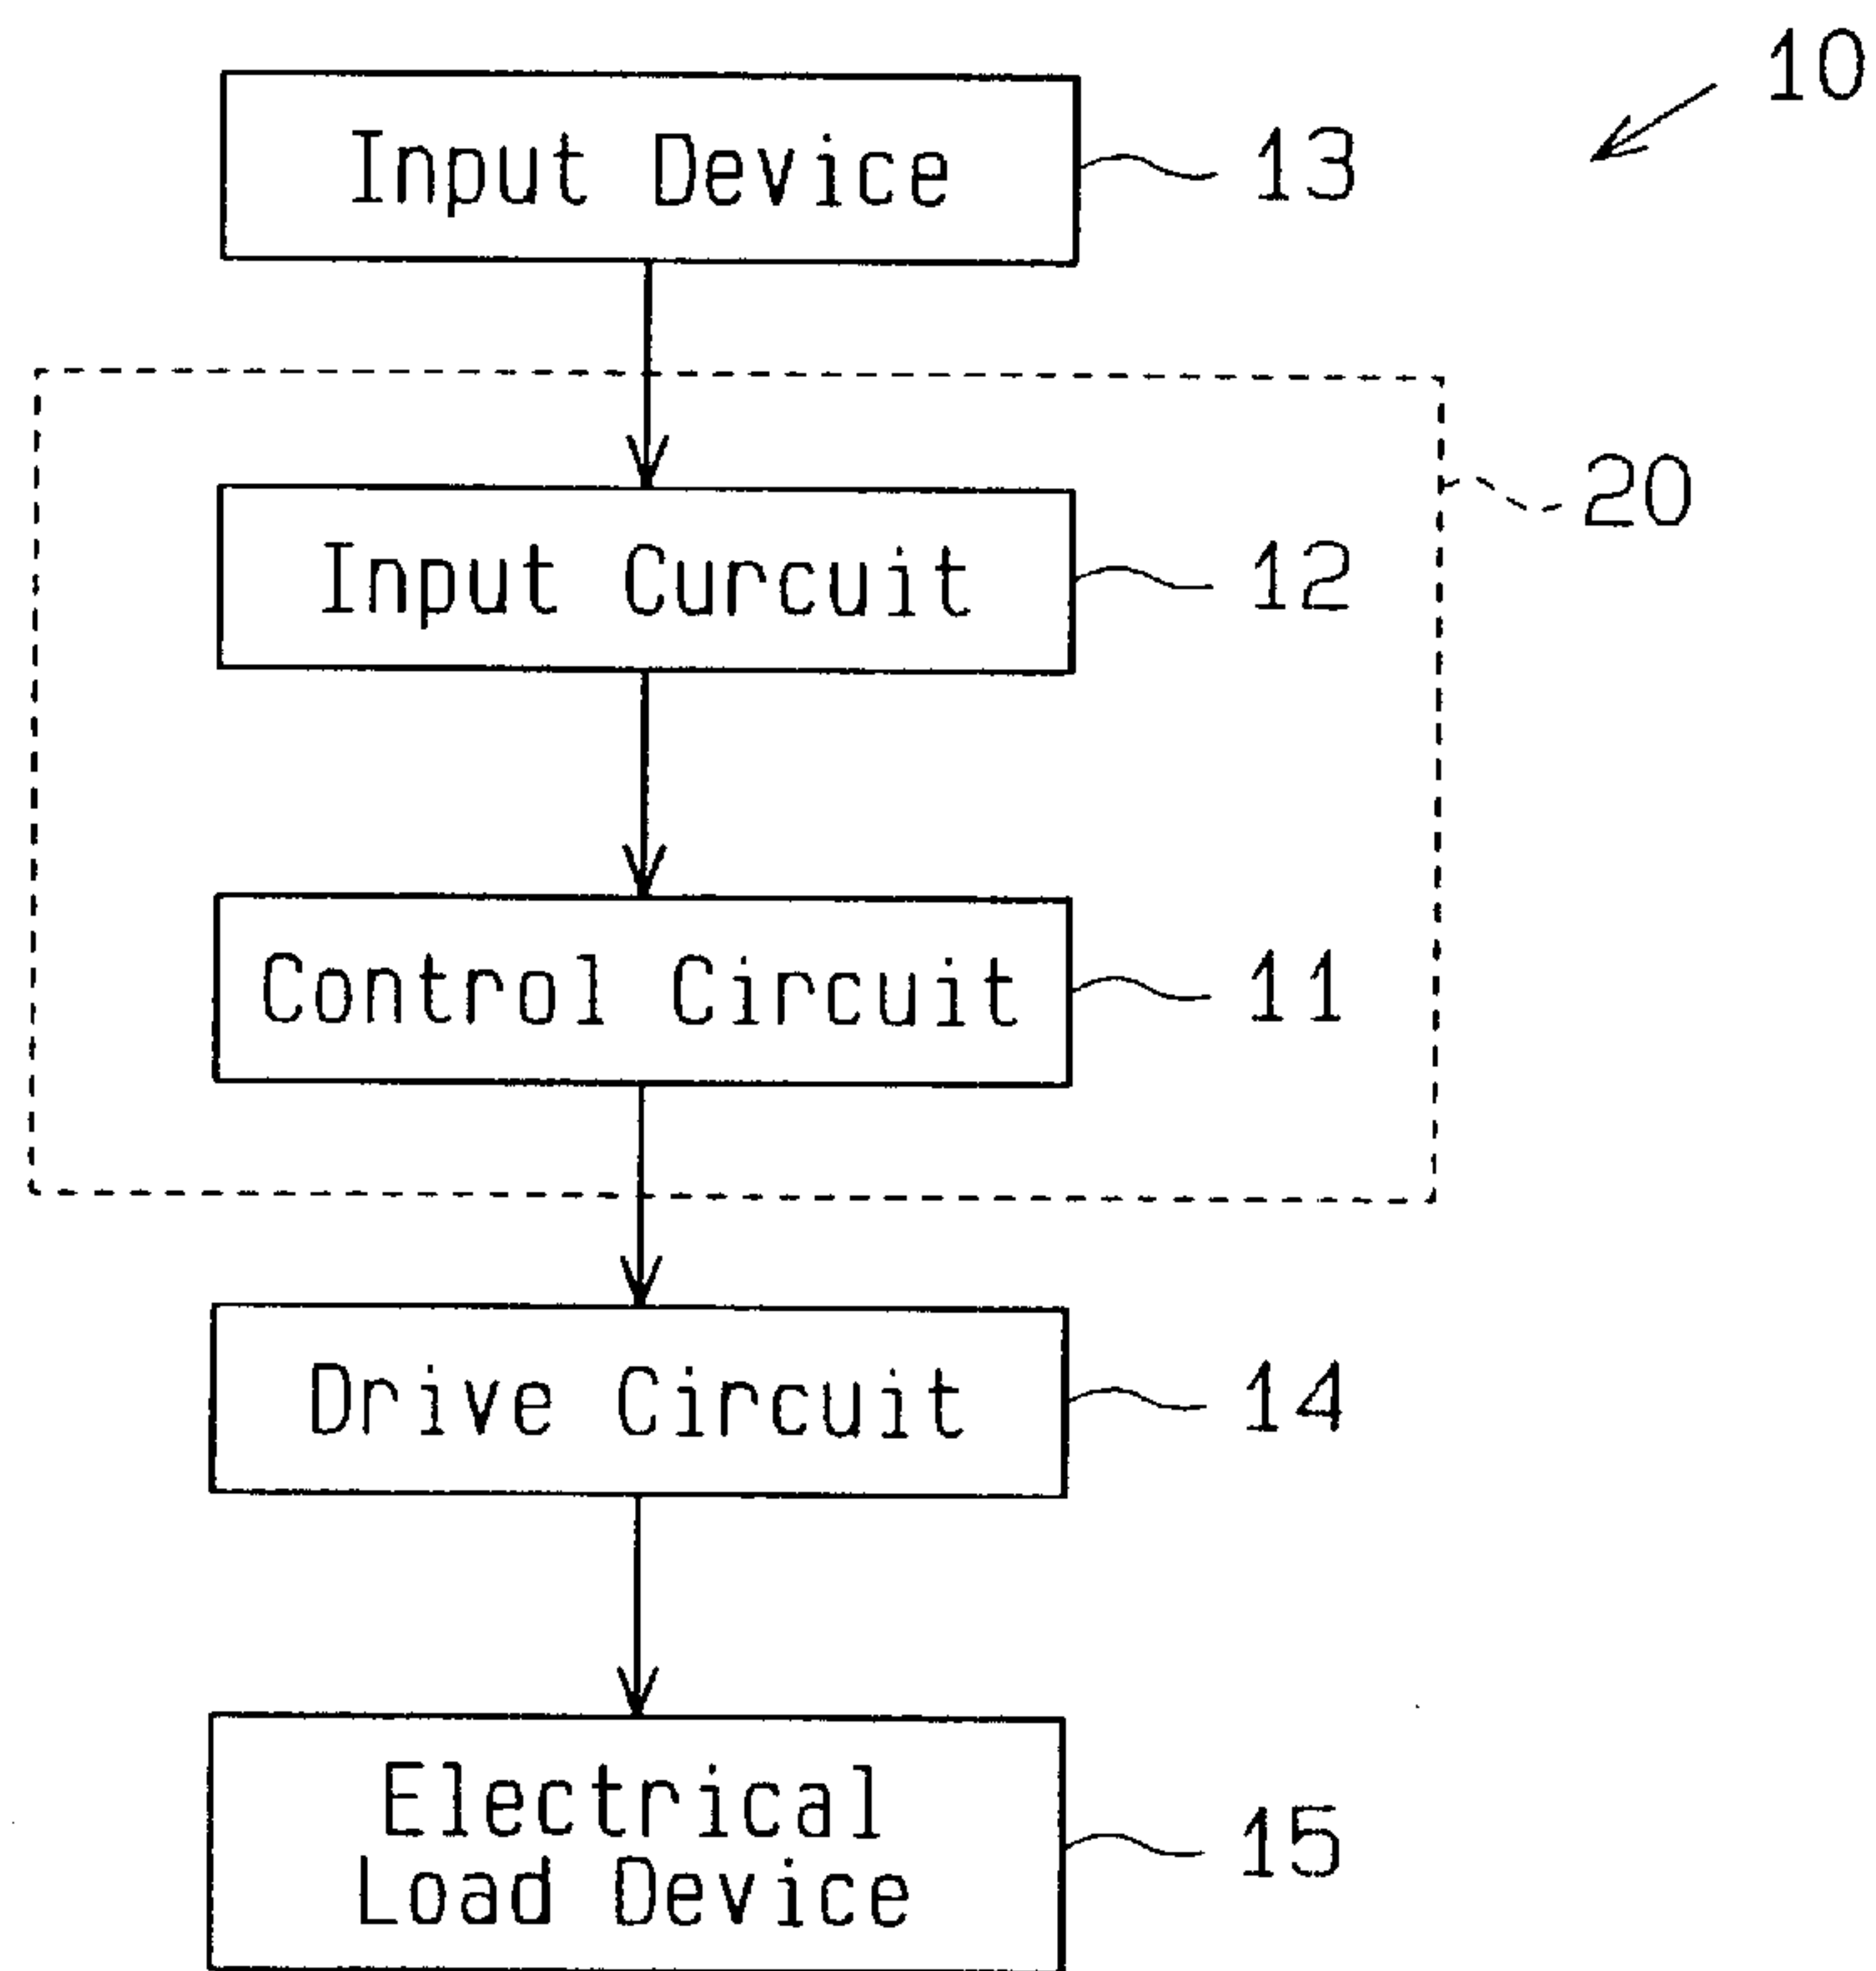 10
Input Device 13
20
Input Curcuit 12
Control Circuit 11
Drive Circuit 14
Electrical
Load Device
15